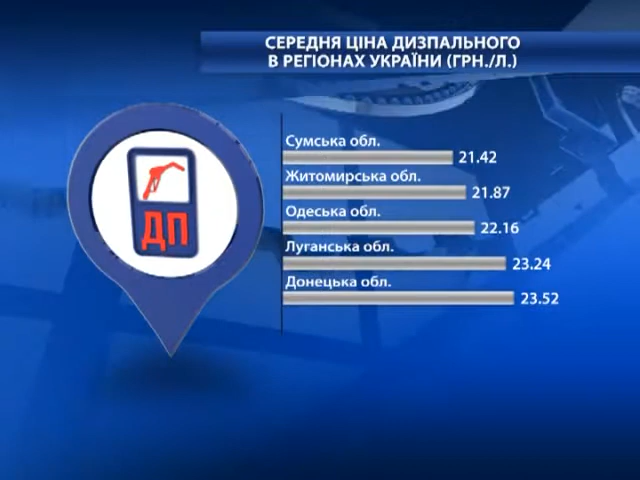 СЕРЕДНЯ ЦІНА ДИЗПАЛЬНОГО
В РЕГІОНАХ УКРАЇНИ (ГРН./Л.)
Сумська обл.
21.42
Житомирська обл.
21.87
Одеська обл.
22.16
Луганська обл.
23.24
Донецька обл.
23.52
ДП